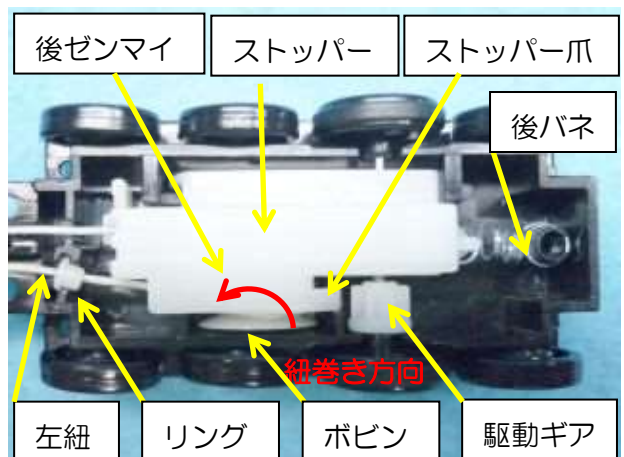 後ゼンマイ
ストッパー
ストッパー爪
後バネ
紐巻き方向
左紐
リング
ボビン
駆動ギア